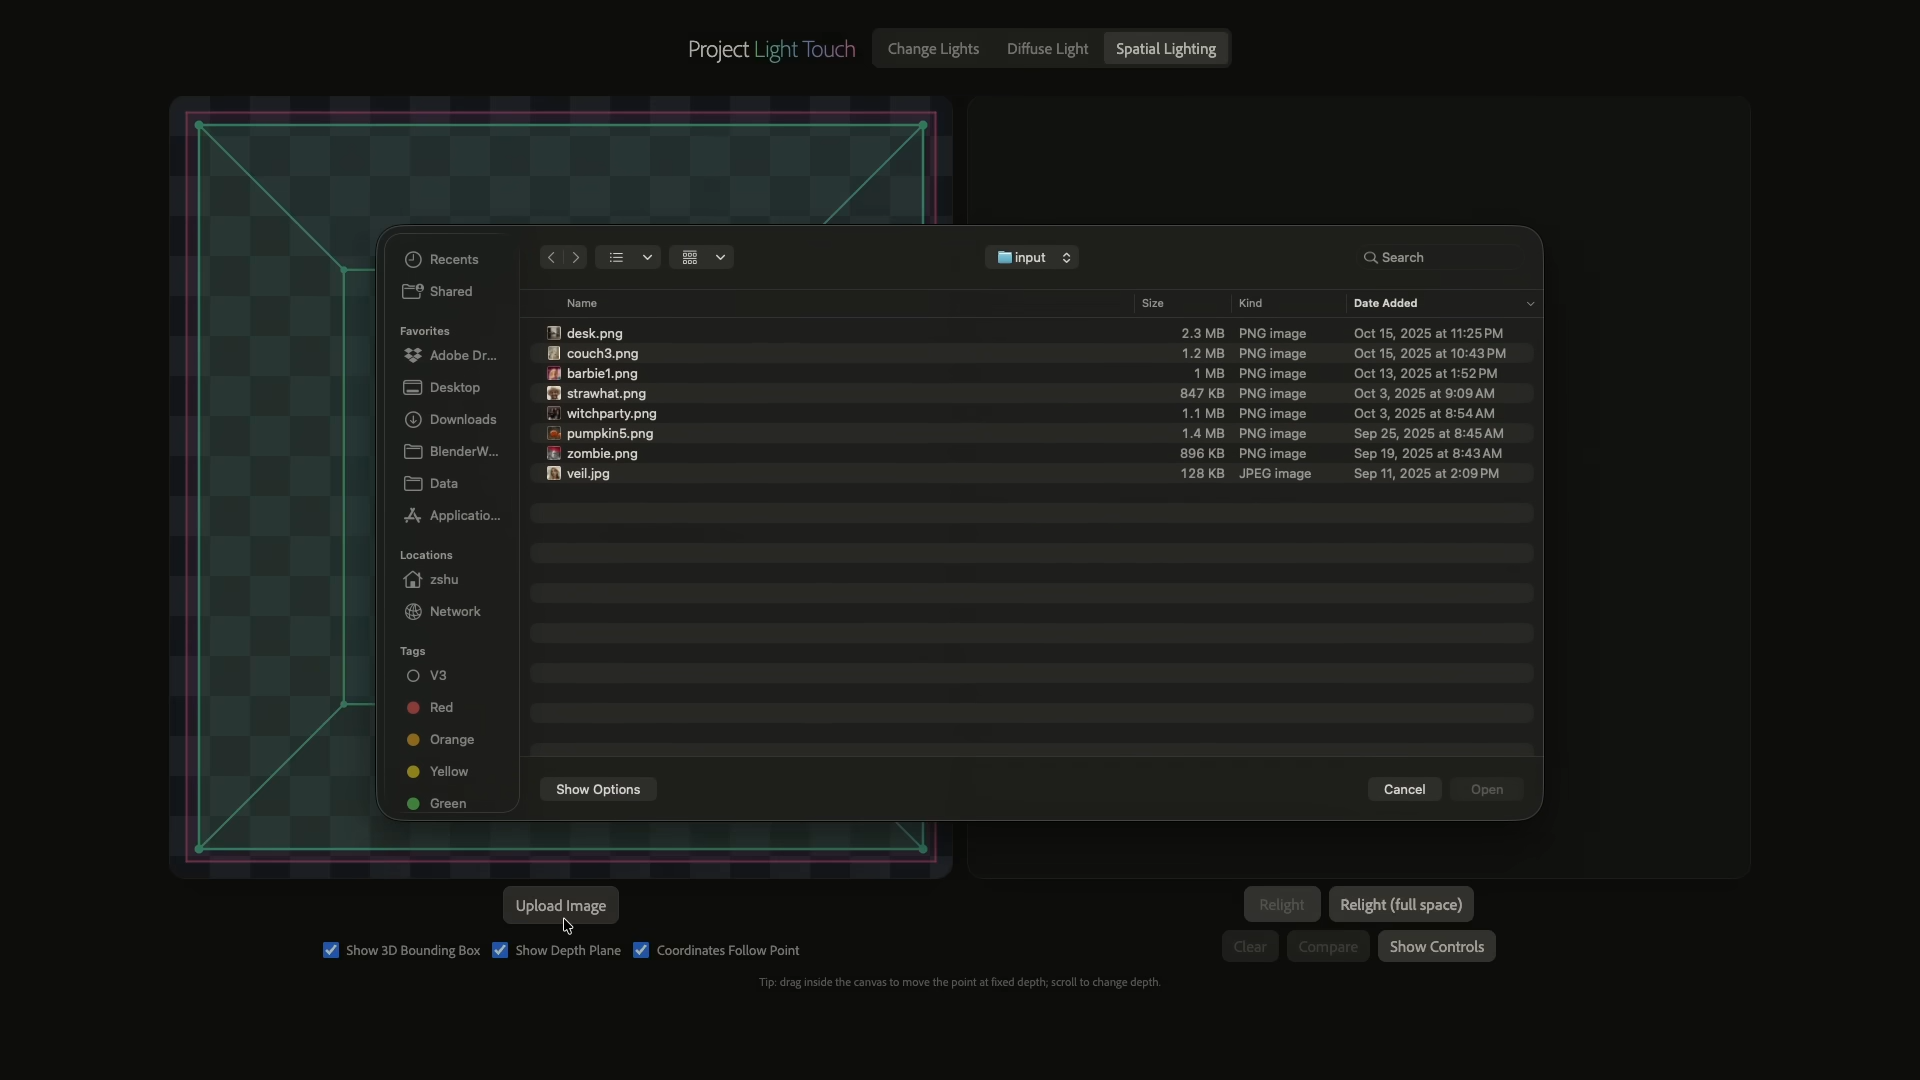 Project Light Touch Change Lights Diffuse Light Spatial Lighting
Recents
Shared
Favorites
Adobe Dr...
Desktop
Downloads
BlenderW...
Data
Applicatio...
Locations
zshu
Network
Tags
V3
Red
Orange
Yellow
Green
input
Search
Name Size Kind Date Added
desk.png 2.3 MB PNG image Oct 15, 2025 at 11:25 PM
couch3.png 1.2 MB PNG image Oct 15, 2025 at 10:43 PM
barbie1.png 1 MB PNG image Oct 13, 2025 at 1:52 PM
strawhat.png 847 KB PNG image Oct 3, 2025 at 9:09 AM
witchparty.png 1.1 MB PNG image Oct 3, 2025 at 8:54 AM
pumpkin5.png 1.4 MB PNG image Sep 25, 2025 at 8:45 AM
zombie.png 896 KB PNG image Sep 19, 2025 at 8:43 AM
veil.jpg 128 KB JPEG image Sep 11, 2025 at 2:09 PM
Show Options Cancel Open
Upload Image
Show 3D Bounding Box Show Depth Plane Coordinates Follow Point
Relight Relight (full space)
Clear Compare Show Controls
Tip: drag inside the canvas to move the point at fixed depth; scroll to change depth.